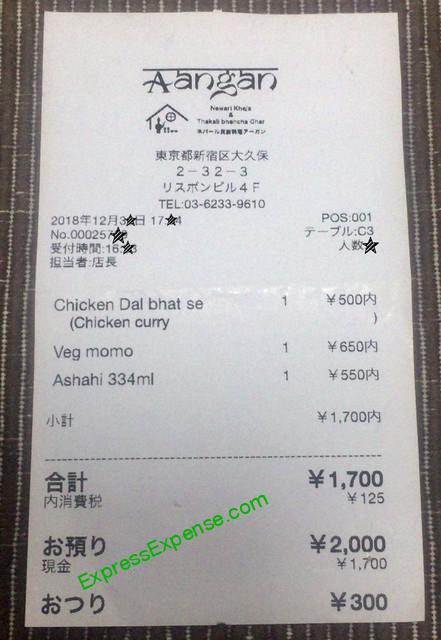 Aangan
Newari Khaja
&
Thakali bhancha Ghar
ネパール民族料理アーガン
東京都新宿区大久保
2-32-3
リスボンビル4F
TEL:03-6233-9610
2018年12月3日 17 4 POS:001
No.00025 テーブル:C3
受付時間:16: 3 人数
担当者:店長
Chicken Dal bhat se 1 ¥500内
(Chicken curry )
Veg momo 1 ¥650内
Ashahi 334ml 1 ¥550内
小計 ¥1,700内
合計 ¥1,700
内消費税 ¥125
お預り ¥2,000
現金 ¥1,700
おつり ¥300
ExpressExpense.com